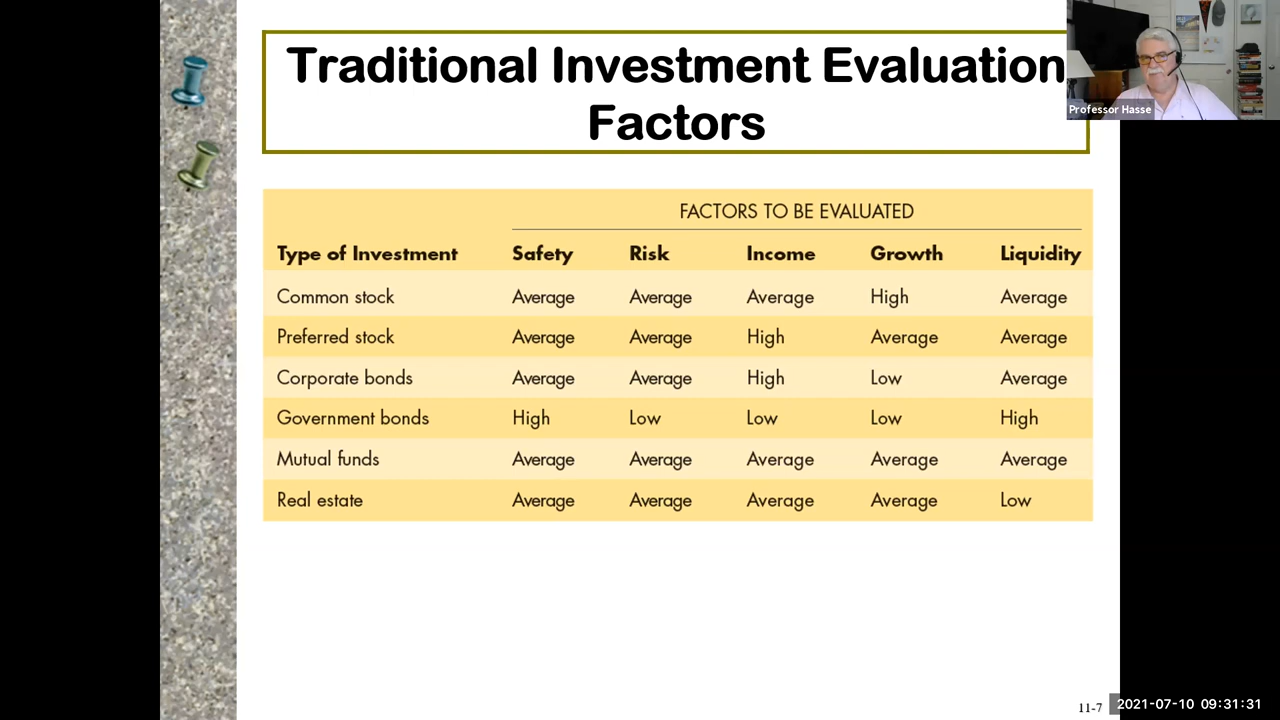 Traditional Investment Evaluation
Factors
Professor Hasse
FACTORS TO BE EVALUATED
Type of Investment Safety Risk Income Growth Liquidity
Common stock Average Average Average High Average
Preferred stock Average Average High Average Average
Corporate bonds Average Average High Low Average
Government bonds High Low Low Low High
Mutual funds Average Average Average Average Average
Real estate Average Average Average Average Low
11-7
2021-07-10 09:31:31